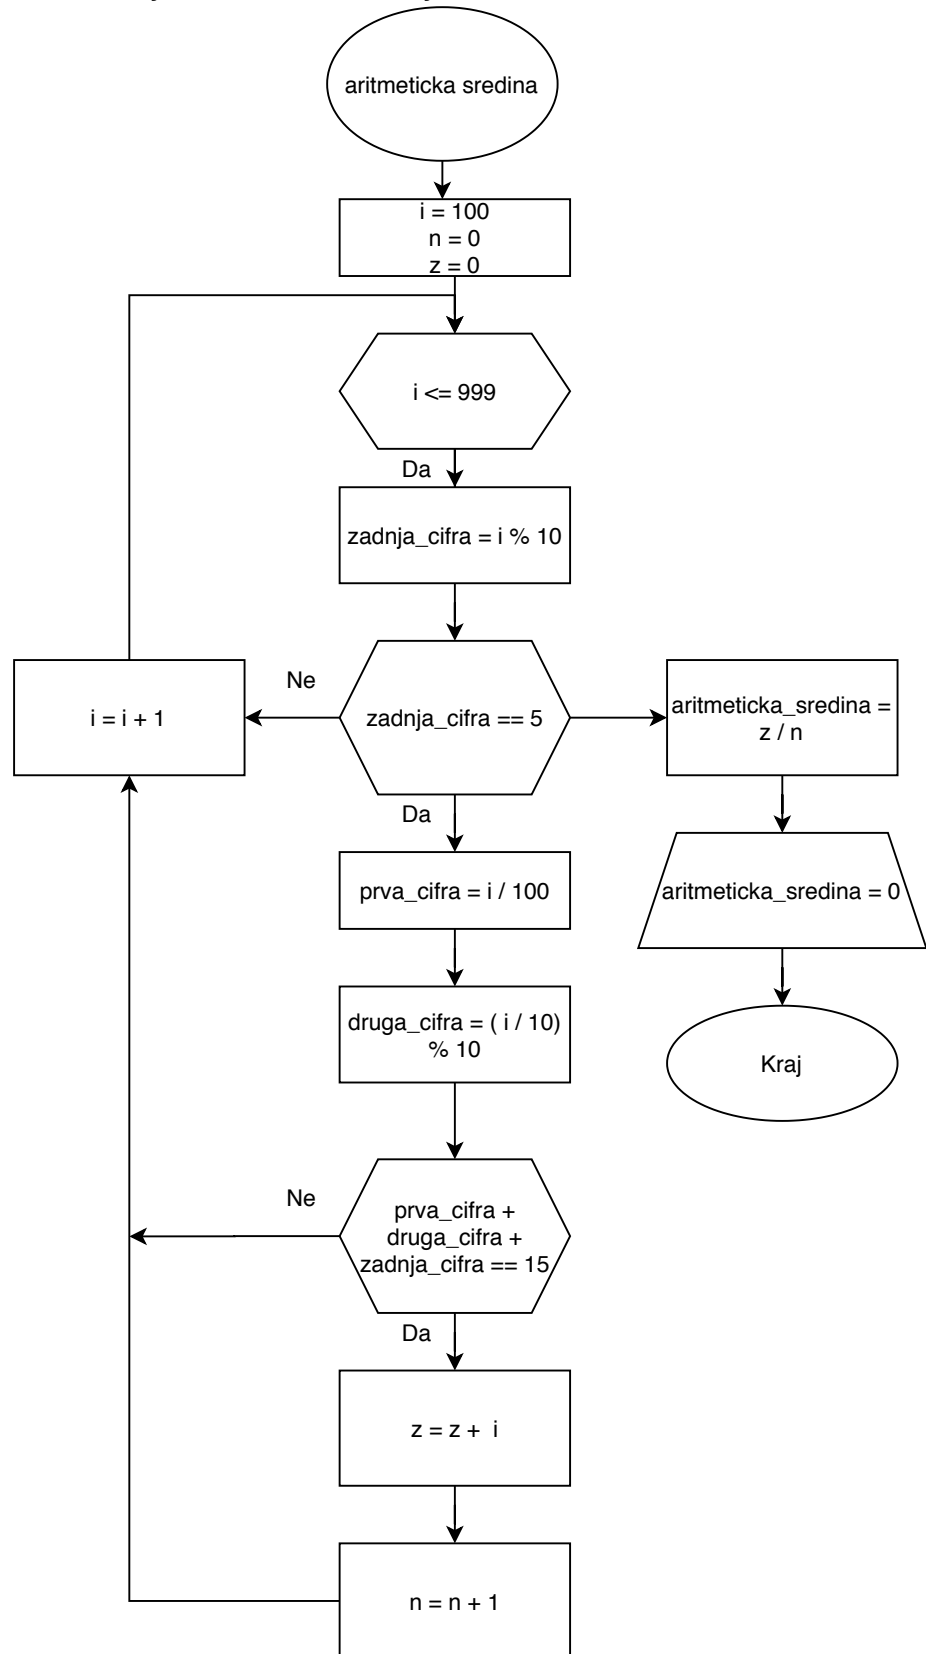 aritmeticka sredina
i = 100
n = 0
z = 0
i <= 999
Da
zadnja_cifra = i % 10
Ne
i = i + 1
zadnja_cifra == 5
aritmeticka_sredina =
z / n
Da
prva_cifra = i / 100
aritmeticka_sredina = 0
druga_cifra = ( i / 10)
% 10
Kraj
Ne
prva_cifra +
druga_cifra +
zadnja_cifra == 15
Da
z = z + i
n = n + 1